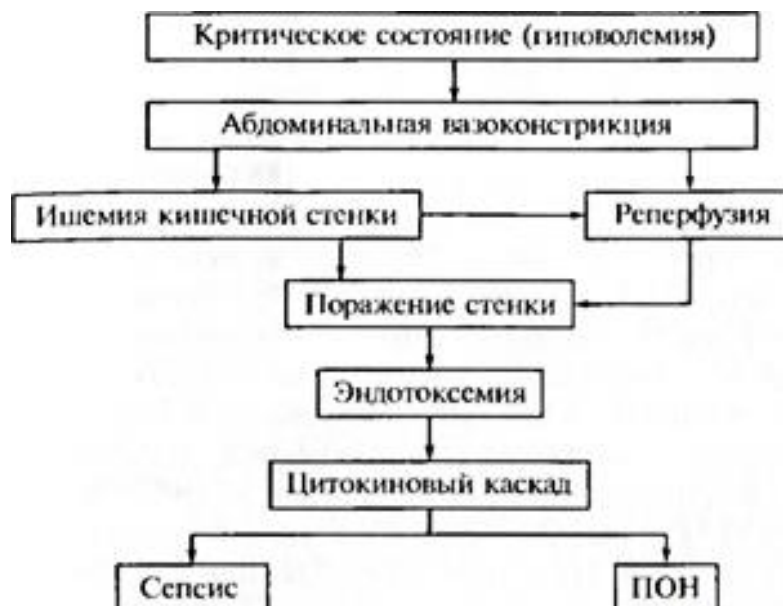 Критическое состояние (гиповолемия)
Абдоминальная вазоконстрикция
Ишемия кишечной стенки
Реперфузия
Поражение стенки
Эндотоксемия
Цитокиновый каскад
Сепсис
ПОН